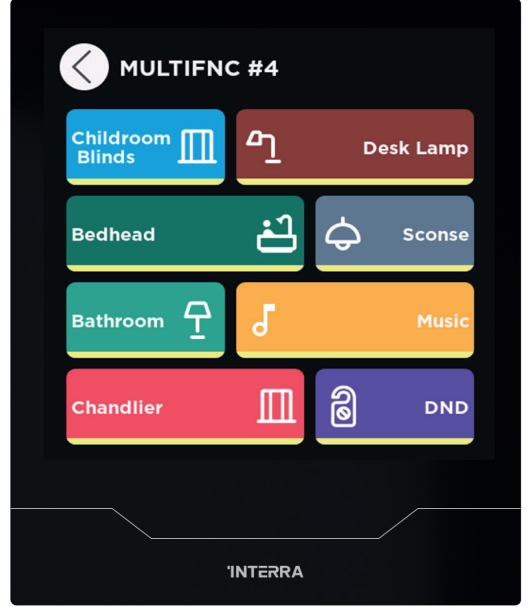 MULTIFNC #4
Childroom
Blinds
Desk Lamp
Bedhead
Sconse
Bathroom
Music
Chandlier
DND
INTERRA